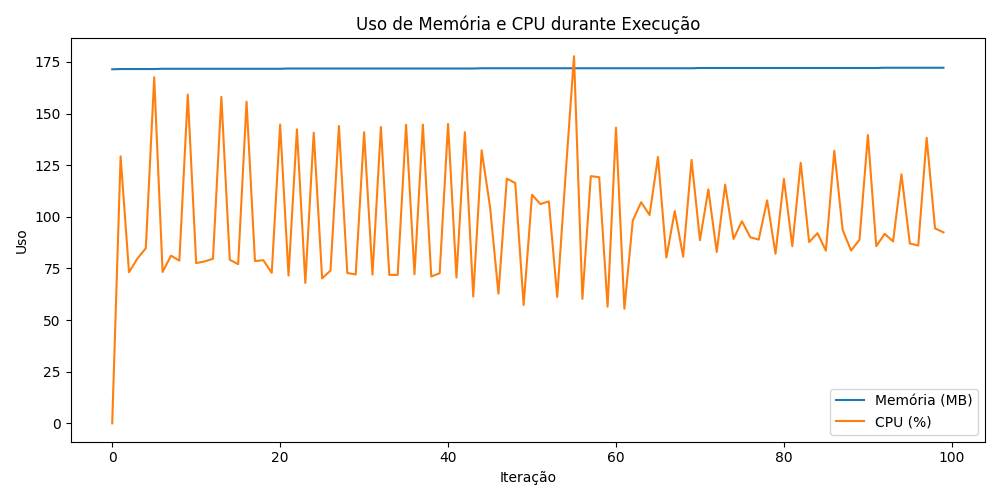 Uso de Memória e CPU durante Execução
175
150
125
100
75
50
25
0
Uso
0 20 40 60 80 100
Iteração
Memória (MB)
CPU (%)